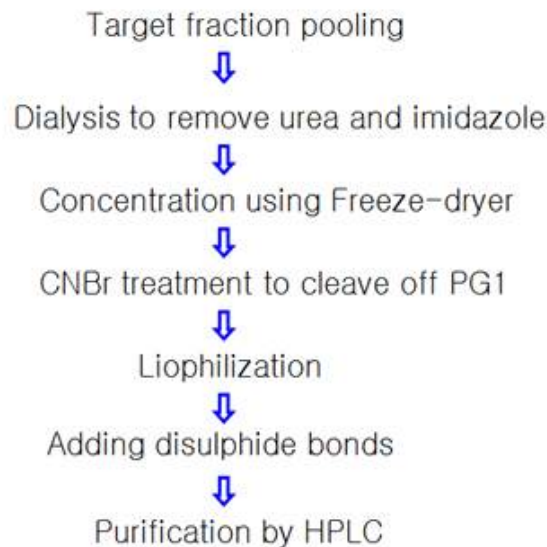 Target fraction pooling
Dialysis to remove urea and imidazole
Concentration using Freeze-dryer
CNBr treatment to cleave off PG1
Liophilization
Adding disulphide bonds
Purification by HPLC